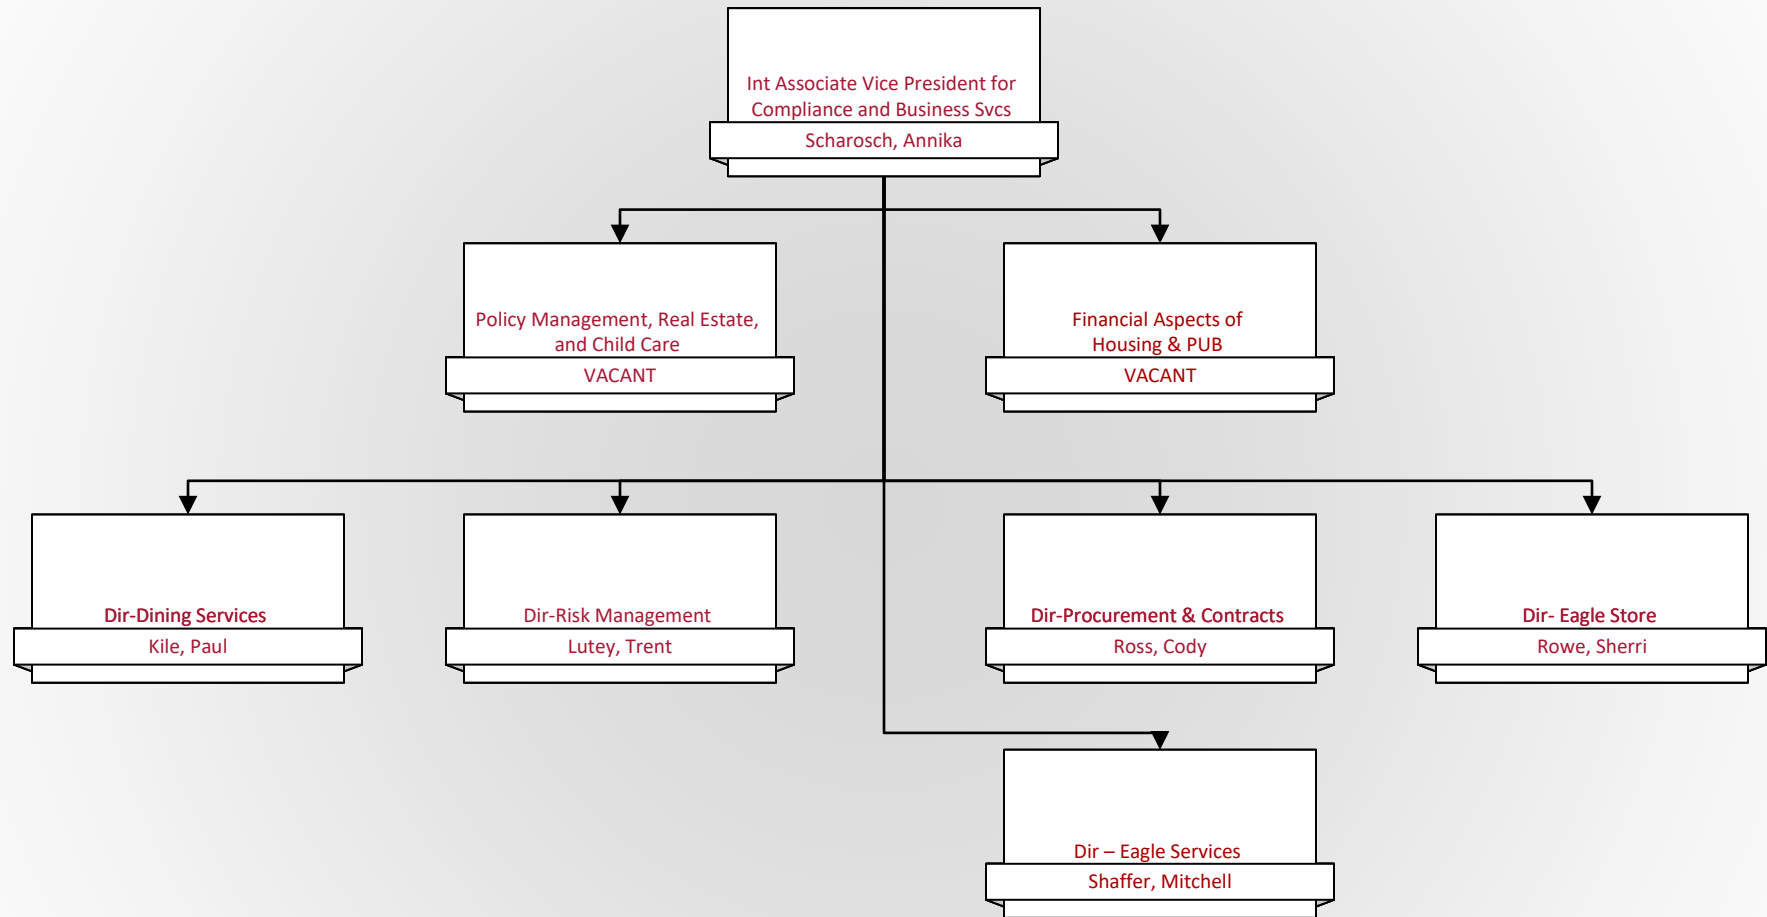 Int Associate Vice President for
Compliance and Business Svcs
Scharosch, Annika
Policy Management, Real Estate,
and Child Care
VACANT
Financial Aspects of
Housing & PUB
VACANT
Dir-Dining Services
Kile, Paul
Dir-Risk Management
Lutey, Trent
Dir-Procurement & Contracts
Ross, Cody
Dir- Eagle Store
Rowe, Sherri
Dir – Eagle Services
Shaffer, Mitchell